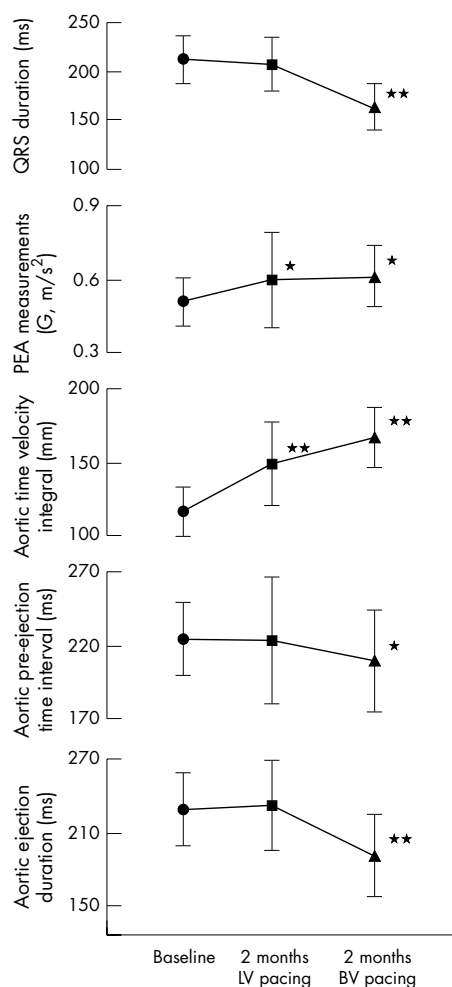 250
200
150
100
QRS duration (ms)
★★
0.9
0.6
0.3
PEA measurements
(G, m/s²)
★
★
200
150
100
Aortic time velocity
integral (mm)
★★
★★
270
220
170
Aortic pre-ejection
time interval (ms)
★
270
210
150
Aortic ejection
duration (ms)
★★
Baseline
2 months
LV pacing
2 months
BV pacing